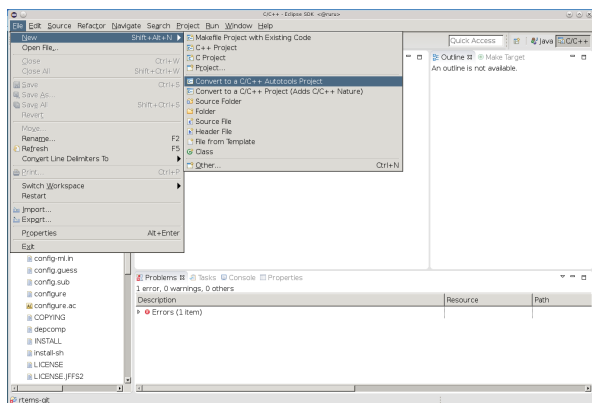 C/C++ - Eclipse SDK <@ruru>
File Edit Source Refactor Navigate Search Project Run Window Help
New Shift+Alt+N
Open File...
Close Ctrl+W
Close All Shift+Ctrl+W
Save Ctrl+S
Save As...
Save All Shift+Ctrl+S
Revert
Move...
Rename... F2
Refresh F5
Convert Line Delimiters To
Print... Ctrl+P
Switch Workspace
Restart
Import...
Export...
Properties Alt+Enter
Exit
Makefile Project with Existing Code
C++ Project
C Project
Project...
Convert to a C/C++ Autotools Project
Convert to a C/C++ Project (Adds C/C++ Nature)
Source Folder
Folder
Source File
Header File
File from Template
Class
Other... Ctrl+N
Quick Access Java C/C++
Outline Make Target
An outline is not available.
config-ml.in
config.guess
config.sub
configure
configure.ac
COPYING
depcomp
INSTALL
install-sh
LICENSE
LICENSE.JFFS2
Problems Tasks Console Properties
1 error, 0 warnings, 0 others
Description Resource Path
Errors (1 item)
rtems-git